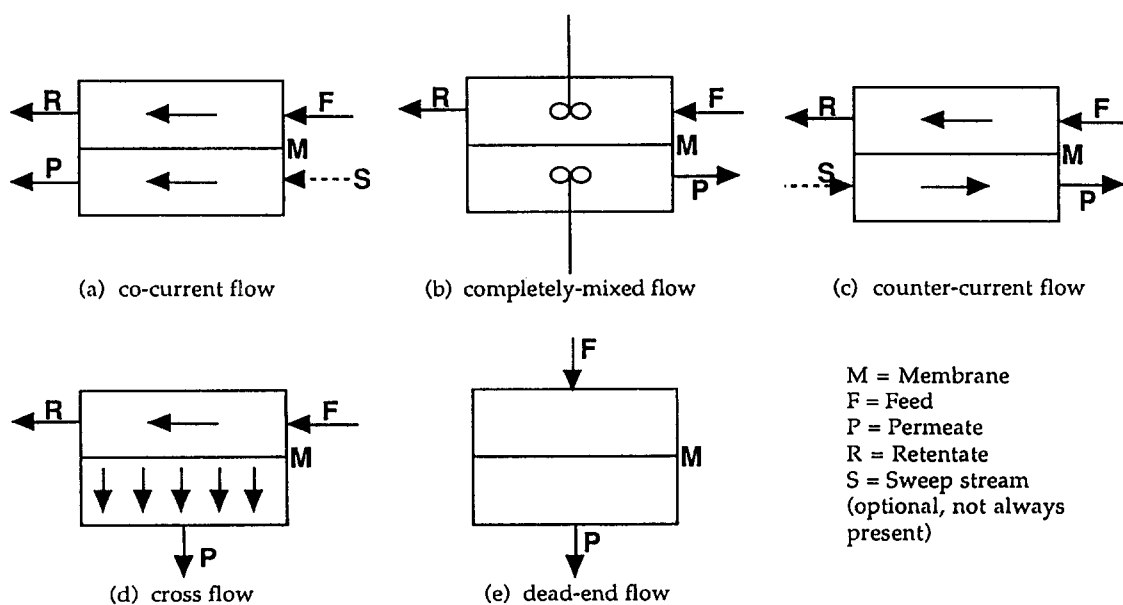 R
F
M
P
S
(a) co-current flow
R
F
M
P
(b) completely-mixed flow
R
F
M
S
P
(c) counter-current flow
R
F
M
P
(d) cross flow
F
M
P
(e) dead-end flow
M = Membrane
F = Feed
P = Permeate
R = Retentate
S = Sweep stream
(optional, not always
present)